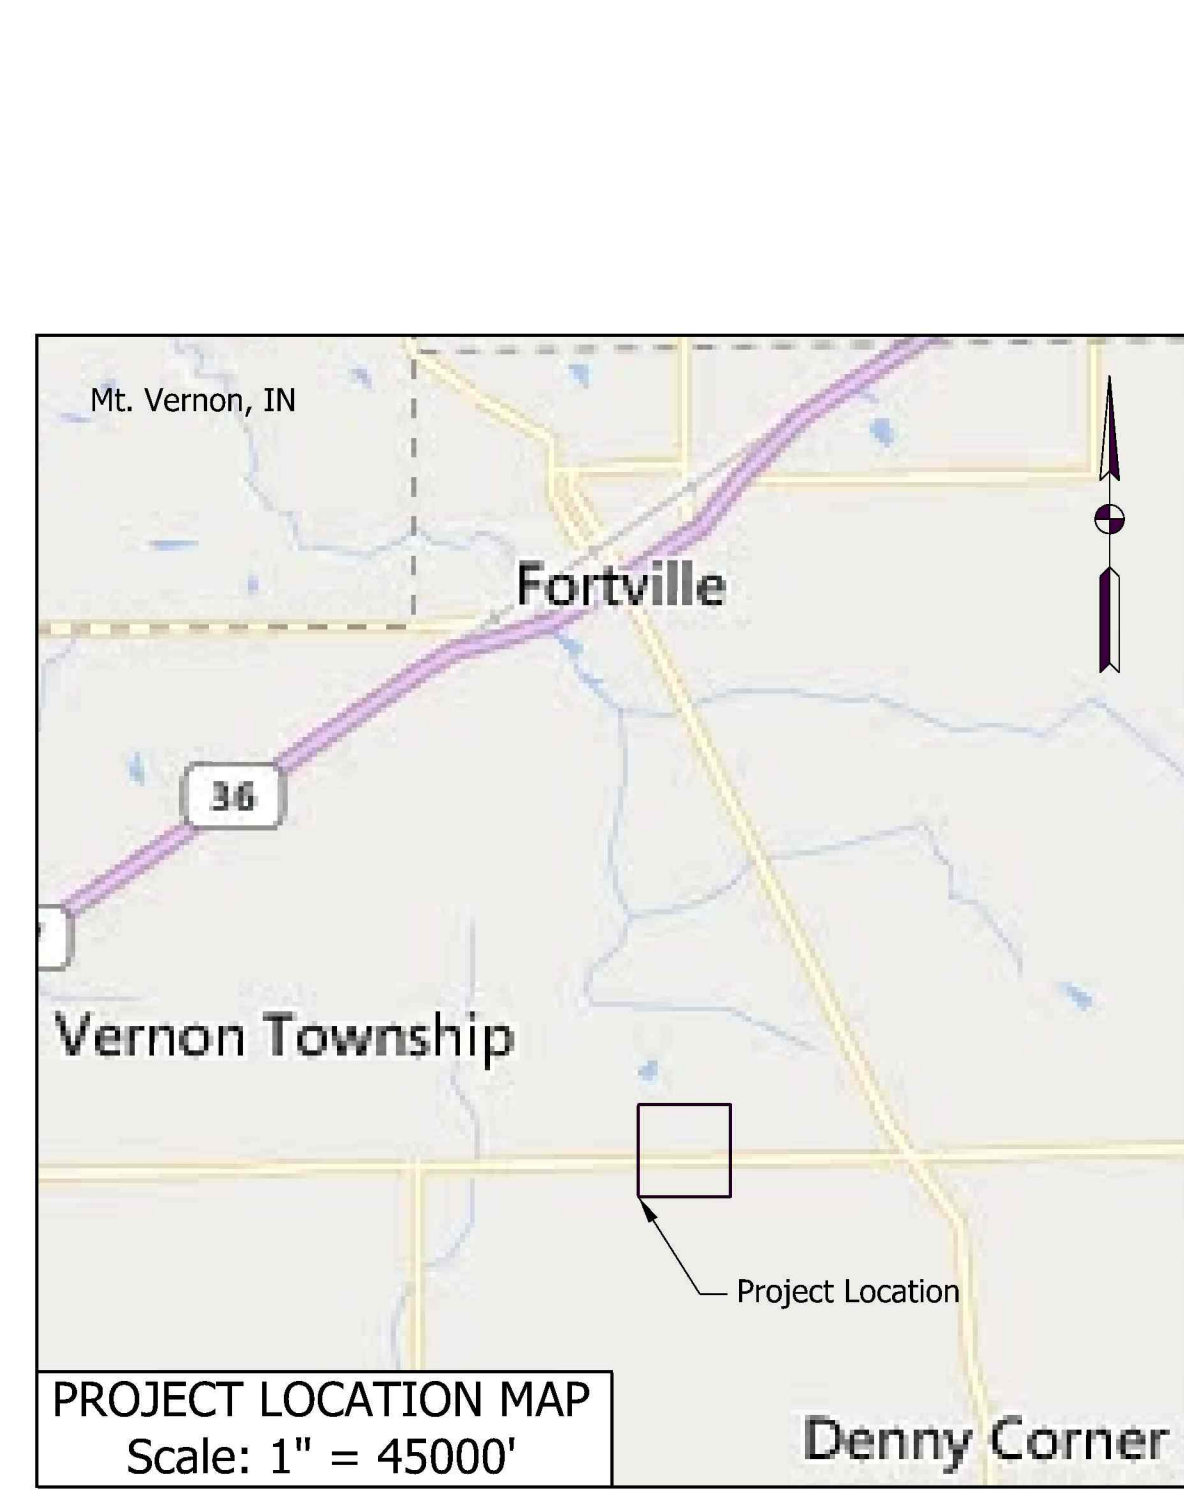 Mt. Vernon, IN
Fortville
36
Vernon Township
Project Location
PROJECT LOCATION MAP
Scale: 1" = 45000'
Denny Corner